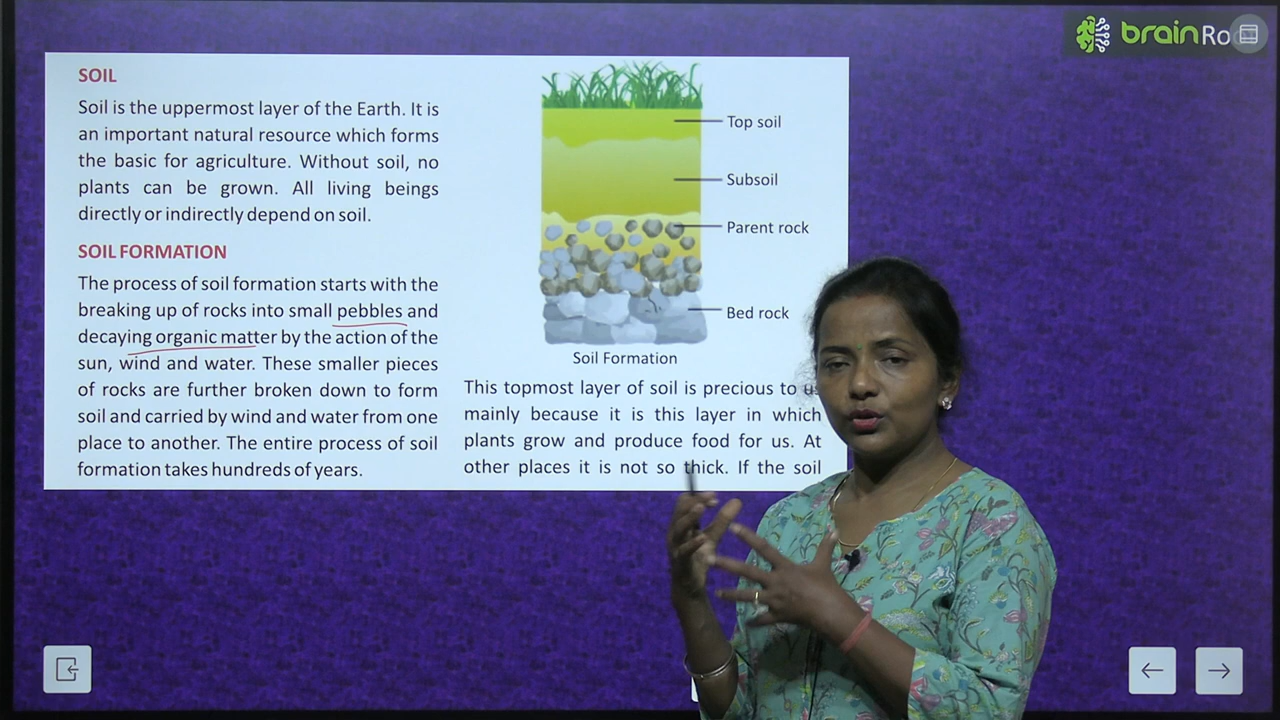 brainRo
SOIL
Soil is the uppermost layer of the Earth. It is
an important natural resource which forms
the basic for agriculture. Without soil, no
plants can be grown. All living beings
directly or indirectly depend on soil.
SOIL FORMATION
The process of soil formation starts with the
breaking up of rocks into small pebbles and
decaying organic matter by the action of the
sun, wind and water. These smaller pieces
of rocks are further broken down to form
soil and carried by wind and water from one
place to another. The entire process of soil
formation takes hundreds of years.
Top soil
Subsoil
Parent rock
Bed rock
Soil Formation
This topmost layer of soil is precious to
mainly because it is this layer in which
plants grow and produce food for us. At
other places it is not so thick. If the soil